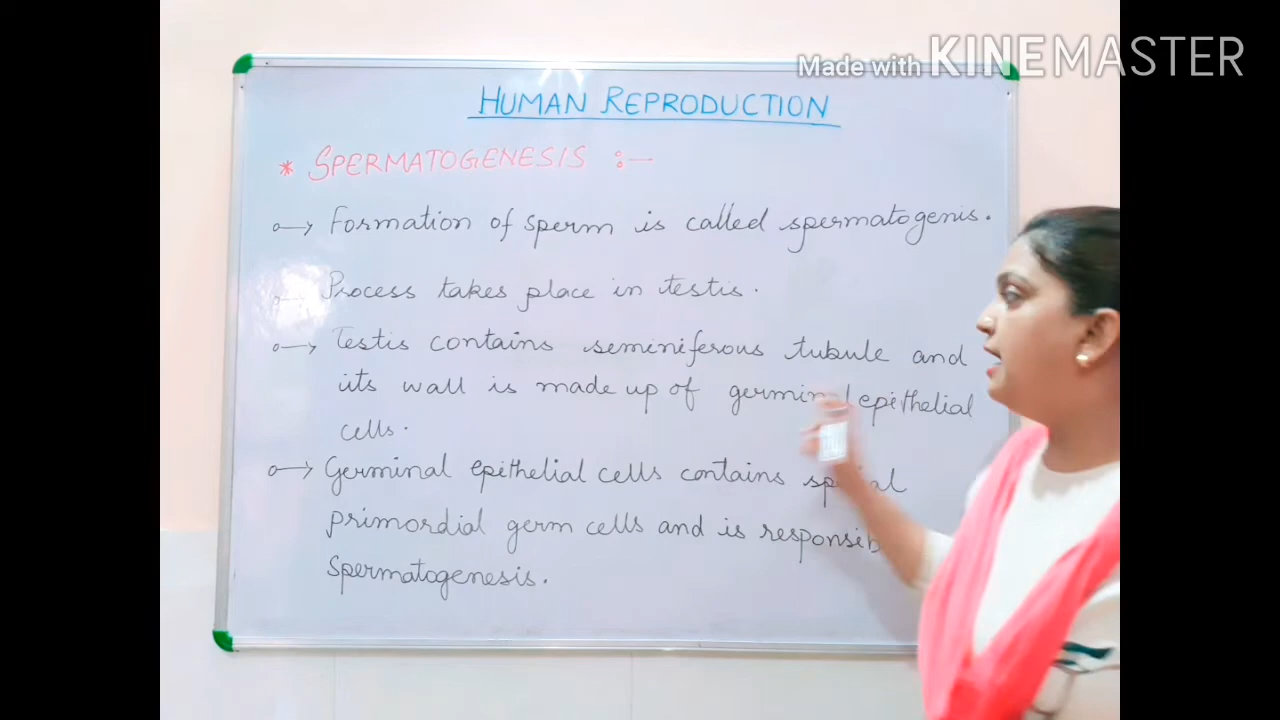 Made with KINEMASTER
HUMAN REPRODUCTION
* SPERMATOGENESIS :-
→ Formation of sperm is called spermatogenis.
→ Process takes place in testis.
→ Testis contains seminiferous tubule and
its wall is made up of germinal epithelial
cells.
→ Germinal epithelial cells contains
primordial germ cells and is
Spermatogenesis.